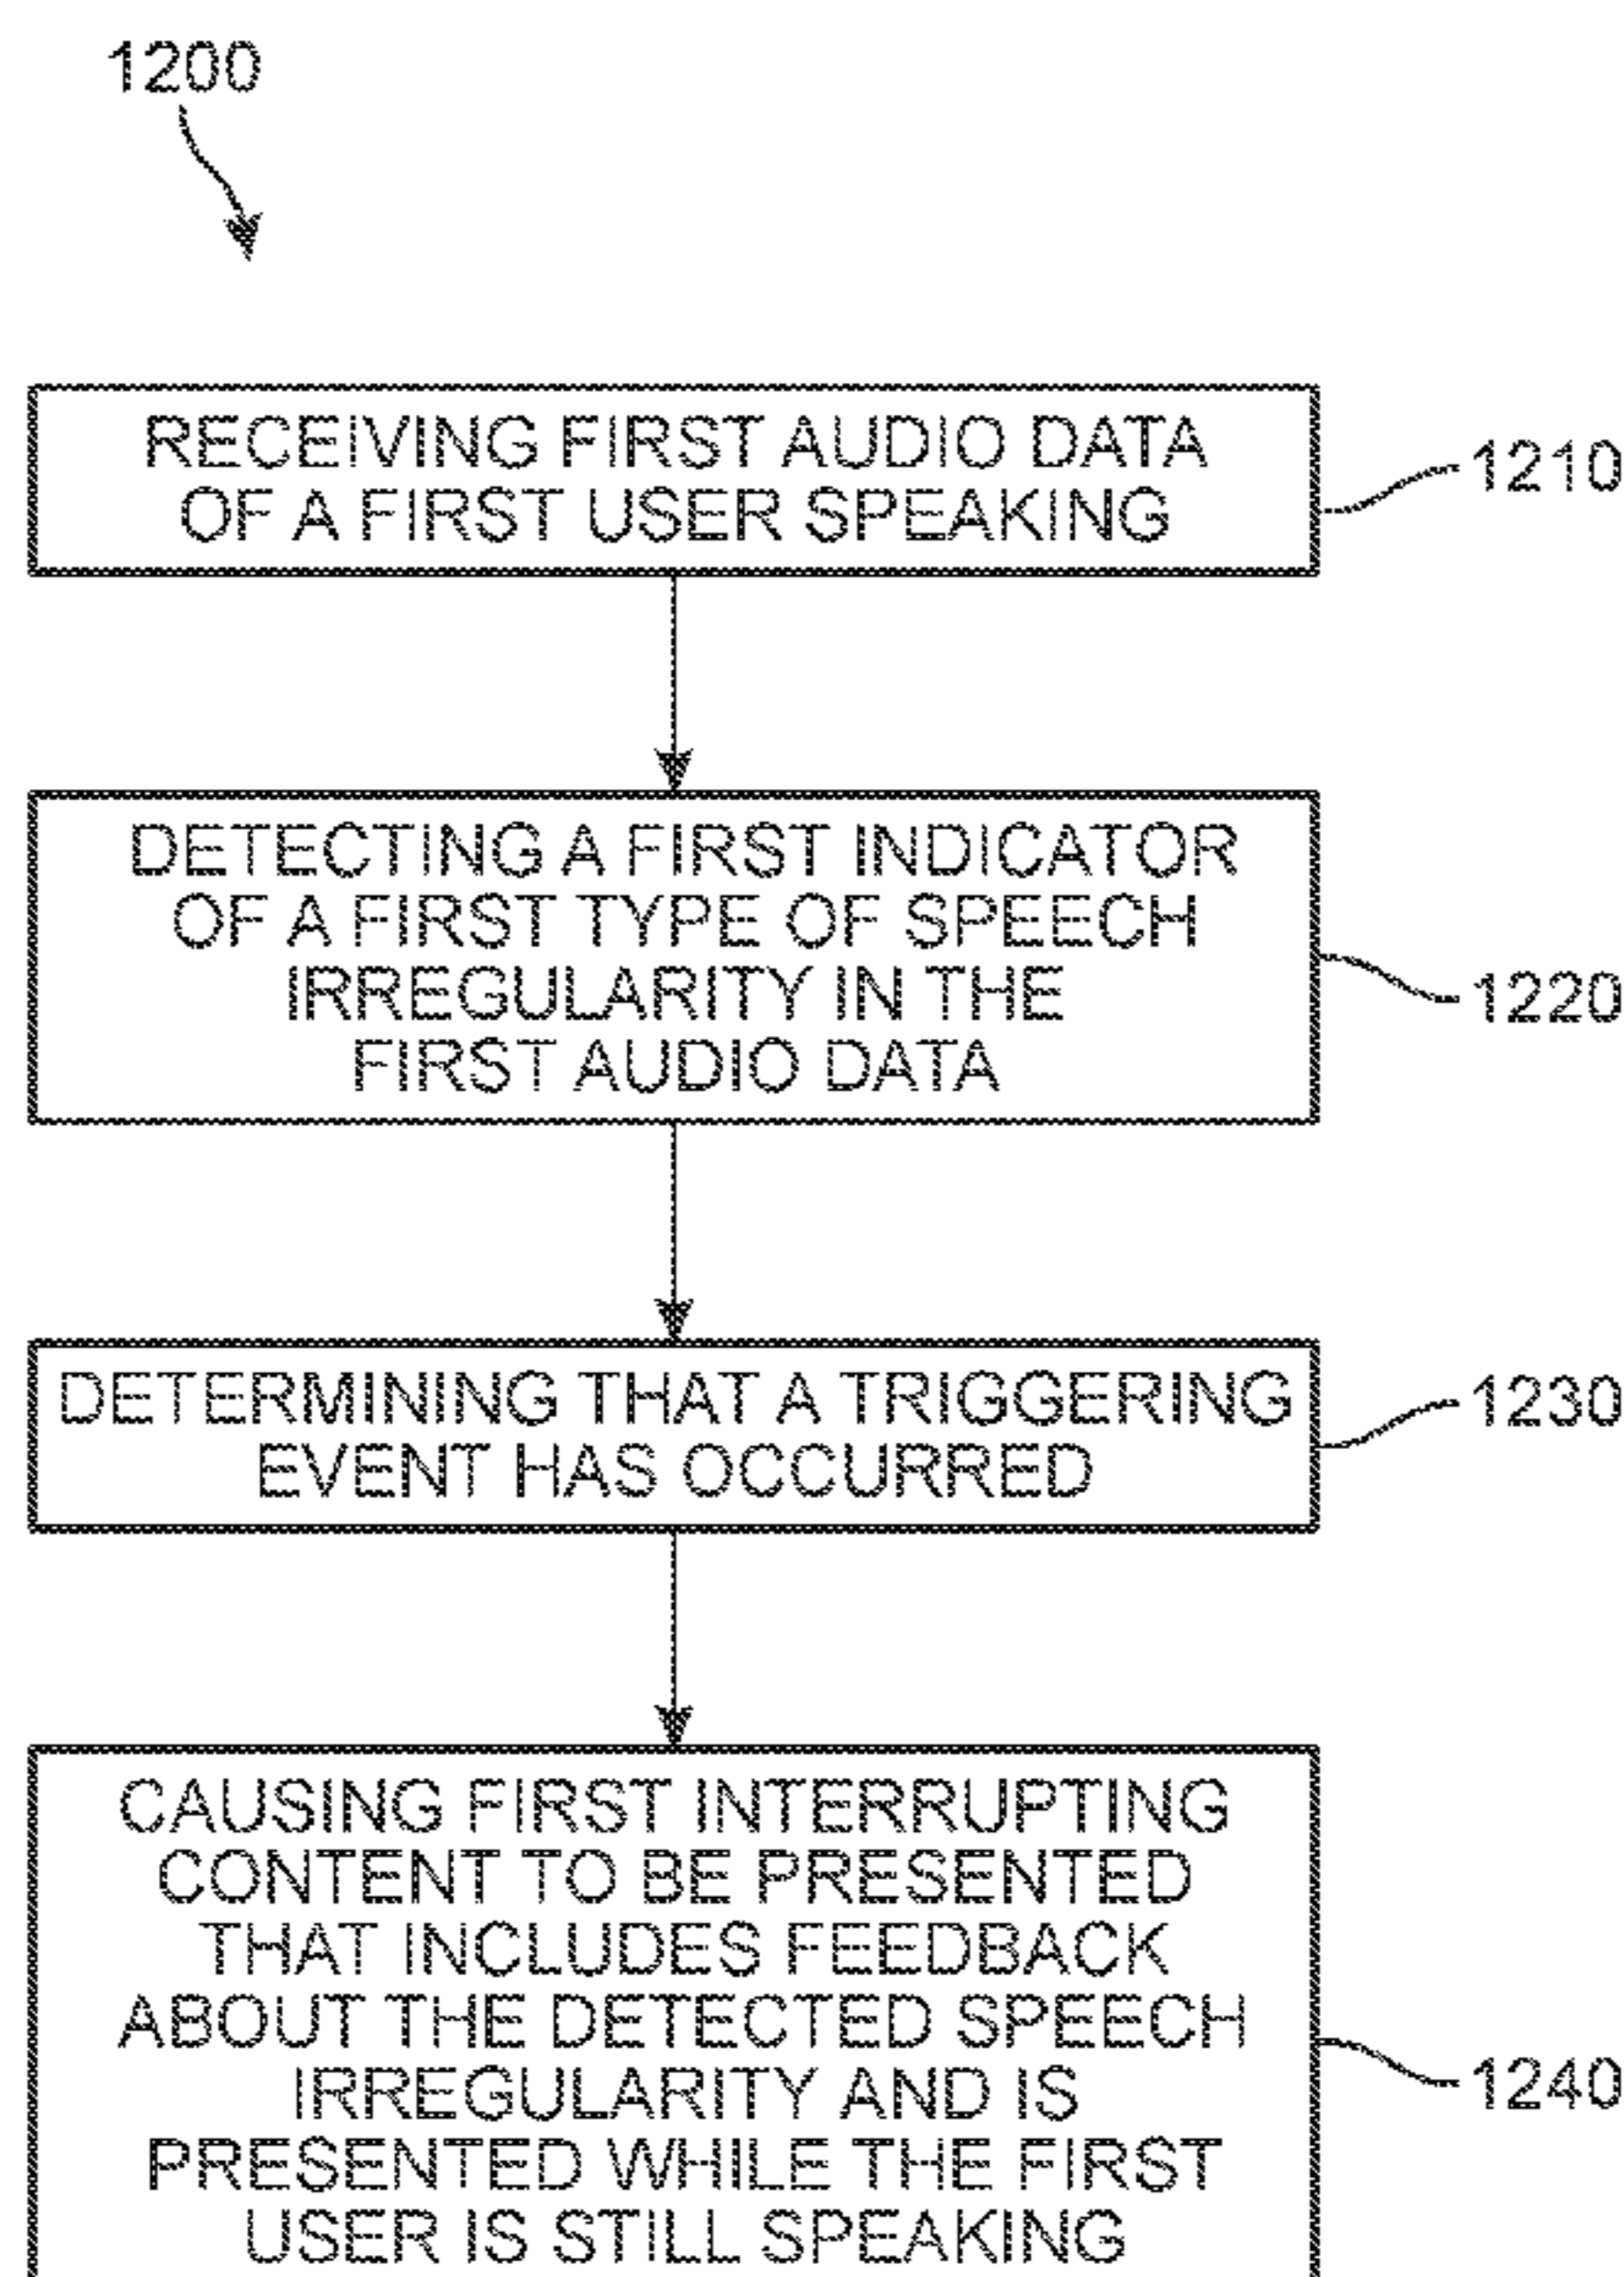 1200
RECEIVING FIRST AUDIO DATA
OF A FIRST USER SPEAKING
1210
DETECTING A FIRST INDICATOR
OF A FIRST TYPE OF SPEECH
IRREGULARITY IN THE
FIRST AUDIO DATA
1220
DETERMINING THAT A TRIGGERING
EVENT HAS OCCURRED
1230
CAUSING FIRST INTERRUPTING
CONTENT TO BE PRESENTED
THAT INCLUDES FEEDBACK
ABOUT THE DETECTED SPEECH
IRREGULARITY AND IS
PRESENTED WHILE THE FIRST
USER IS STILL SPEAKING
1240